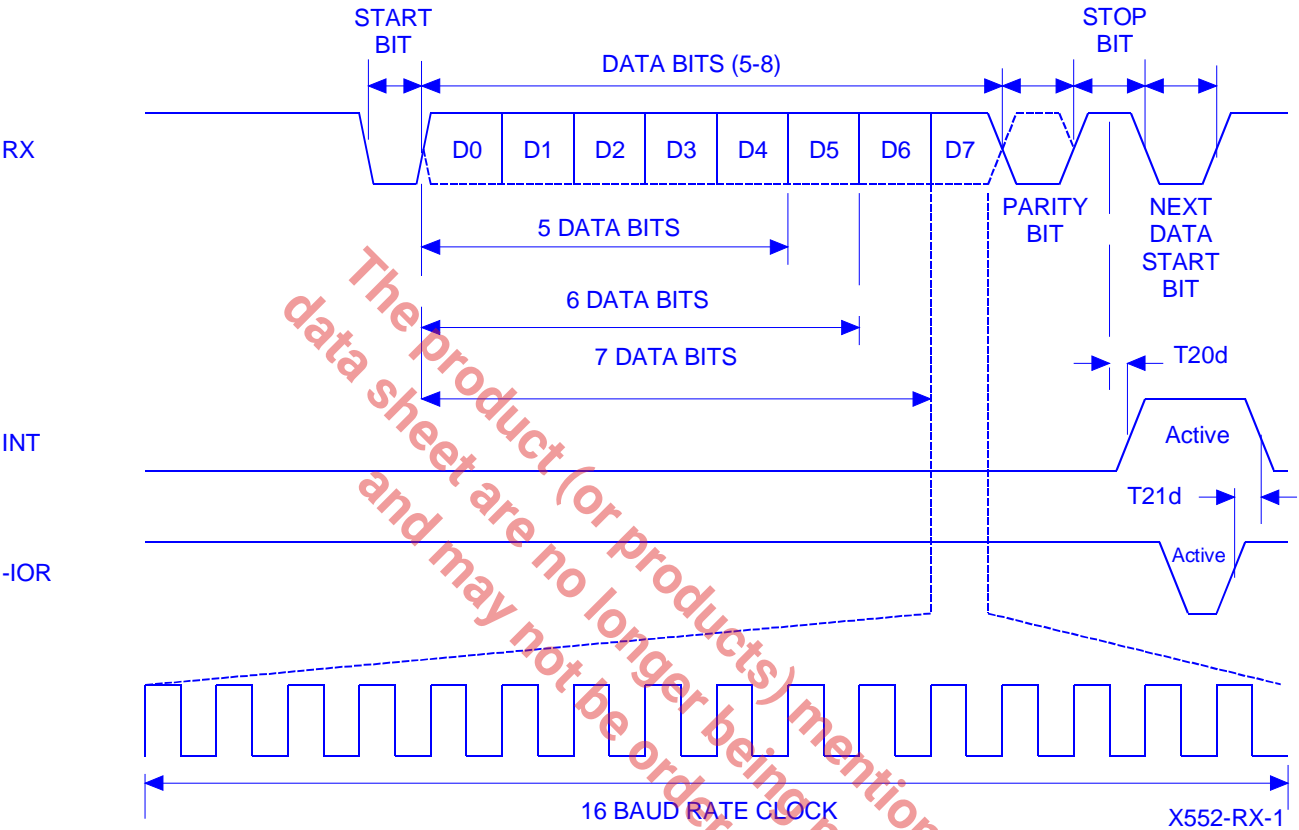 START
BIT
STOP
BIT
DATA BITS (5-8)
RX
D0 D1 D2 D3 D4 D5 D6 D7
PARITY
BIT
NEXT
DATA
START
BIT
5 DATA BITS
6 DATA BITS
7 DATA BITS
T20d
INT
Active
T21d
-IOR
Active
16 BAUD RATE CLOCK
X552-RX-1
The product (or products) mention
data sheet are no longer being
and may not be order